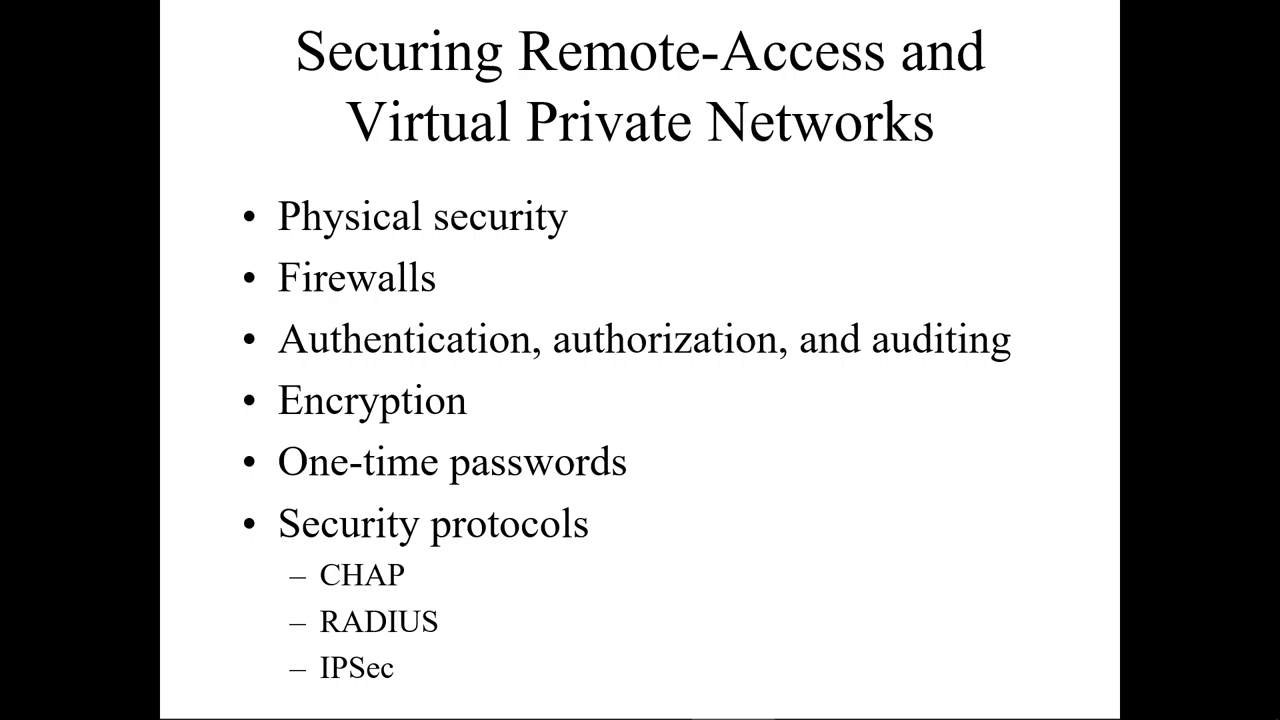 Securing Remote-Access and
Virtual Private Networks
• Physical security
• Firewalls
• Authentication, authorization, and auditing
• Encryption
• One-time passwords
• Security protocols
– CHAP
– RADIUS
– IPSec